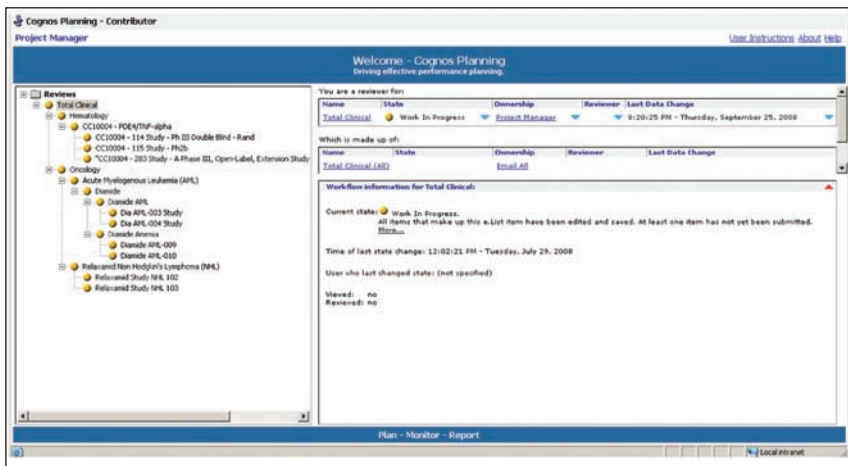 Cognos Planning - Contributor
Project Manager
User Instructions About Help
Welcome - Cognos Planning
Driving effective performance planning.
Reviews
Total Clinical
Hematology
CC10004 - PDE4/TNF-alpha
CC10004 - 114 Study - Ph III Double Blind - Rand
CC10004 - 115 Study - Ph2b
"CC10004 - 203 Study - A Phase III, Open-Label, Extension Study
Oncology
Acute Myelogenous Leukemia (AML)
Diamide
Diamide AML
Dia AML-003 Study
Dia AML-004 Study
Diamide Anemia
Diamide AML-009
Diamide AML-010
Relaxamid Non Hodgkin's Lymphoma (NHL)
Relaxamid Study NHL 102
Relaxamid Study NHL 103
You are a reviewer for:
Name State Ownership Reviewer Last Data Change
Total Clinical Work In Progress Project Manager 8:20:25 PM - Thursday, September 25, 2008
Which is made up of:
Name State Ownership Reviewer Last Data Change
Total Clinical (All) Email All
Workflow information for Total Clinical:
Current state: Work In Progress.
All items that make up this e.List item have been edited and saved. At least one item has not yet been submitted.
More...
Time of last state change: 12:02:21 PM - Tuesday, July 29, 2008
User who last changed state: (not specified)
Viewed: no
Reviewed: no
Plan - Monitor - Report
Local intranet